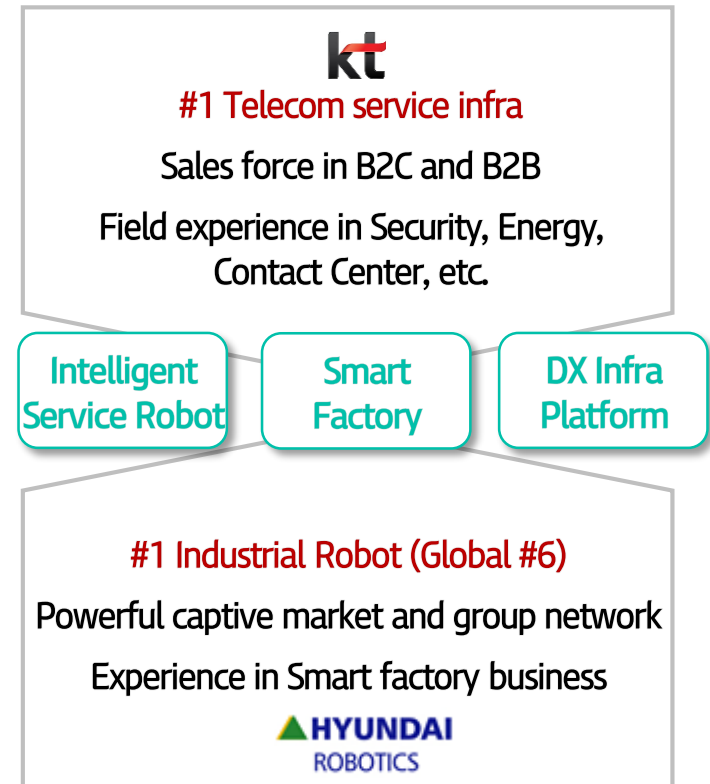 kt
#1 Telecom service infra
Sales force in B2C and B2B
Field experience in Security, Energy,
Contact Center, etc.
Intelligent
Service Robot
Smart
Factory
DX Infra
Platform
#1 Industrial Robot (Global #6)
Powerful captive market and group network
Experience in Smart factory business
HYUNDAI
ROBOTICS